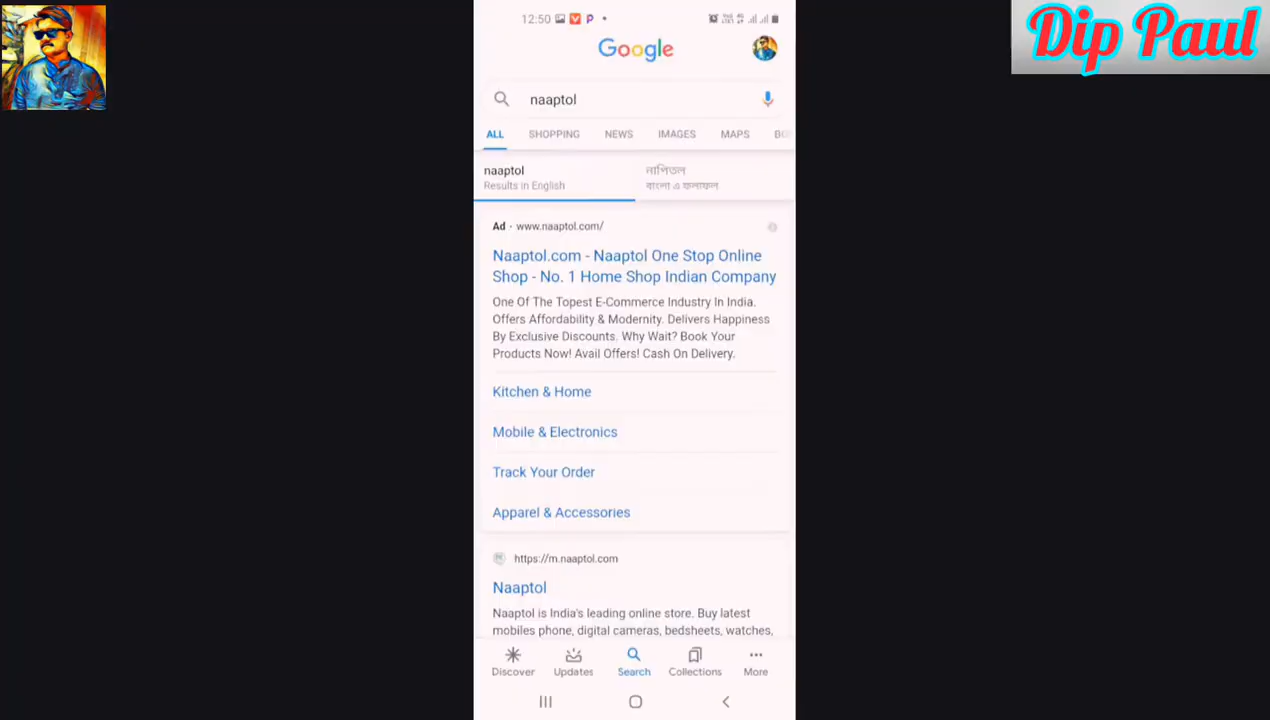 Dip Paul
12:50
Google
naaptol
ALL SHOPPING NEWS IMAGES MAPS
naaptol
Results in English
নাপিতল
বাংলা এ ফলাফল
Ad · www.naaptol.com/
Naaptol.com - Naaptol One Stop Online
Shop - No. 1 Home Shop Indian Company
One Of The Topest E-Commerce Industry In India.
Offers Affordability & Modernity. Delivers Happiness
By Exclusive Discounts. Why Wait? Book Your
Products Now! Avail Offers! Cash On Delivery.
Kitchen & Home
Mobile & Electronics
Track Your Order
Apparel & Accessories
https://m.naaptol.com
Naaptol
Naaptol is India's leading online store. Buy latest
mobiles phone, digital cameras, bedsheets, watches,
Discover Updates Search Collections More